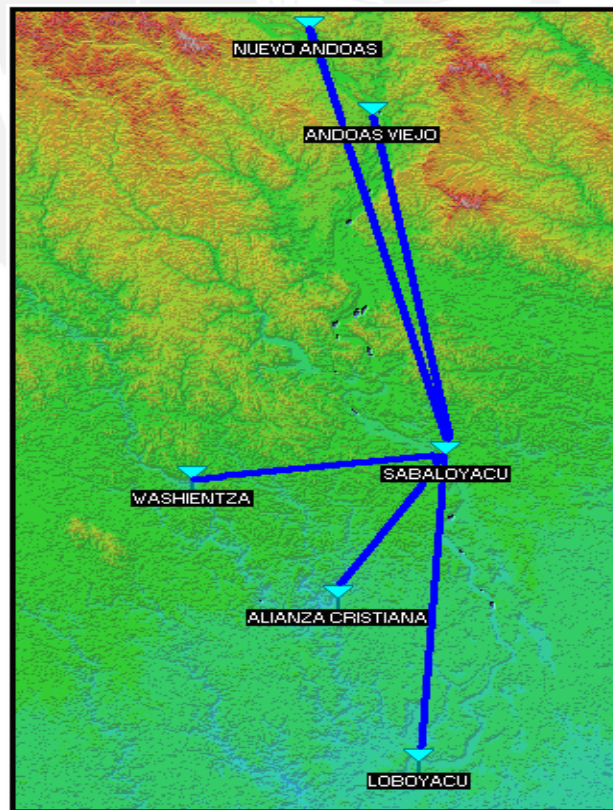 NUEVO ANDOAS
ANDOAS VIEJO
SABALOYACU
WASHIENTZA
ALIANZA CRISTIANA
LOBOYACU